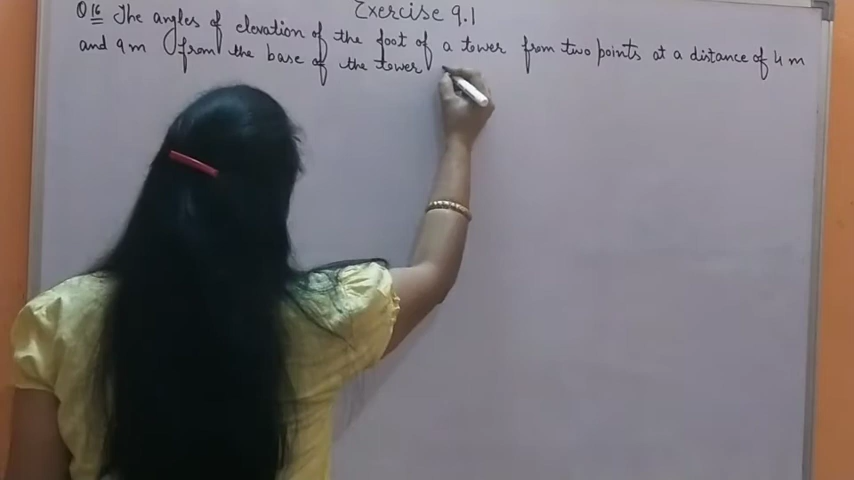 Exercise 9.1
Q 16 The angles of elevation of the foot of a tower from two points at a distance of 4 m
and 9 m from the base of the tower